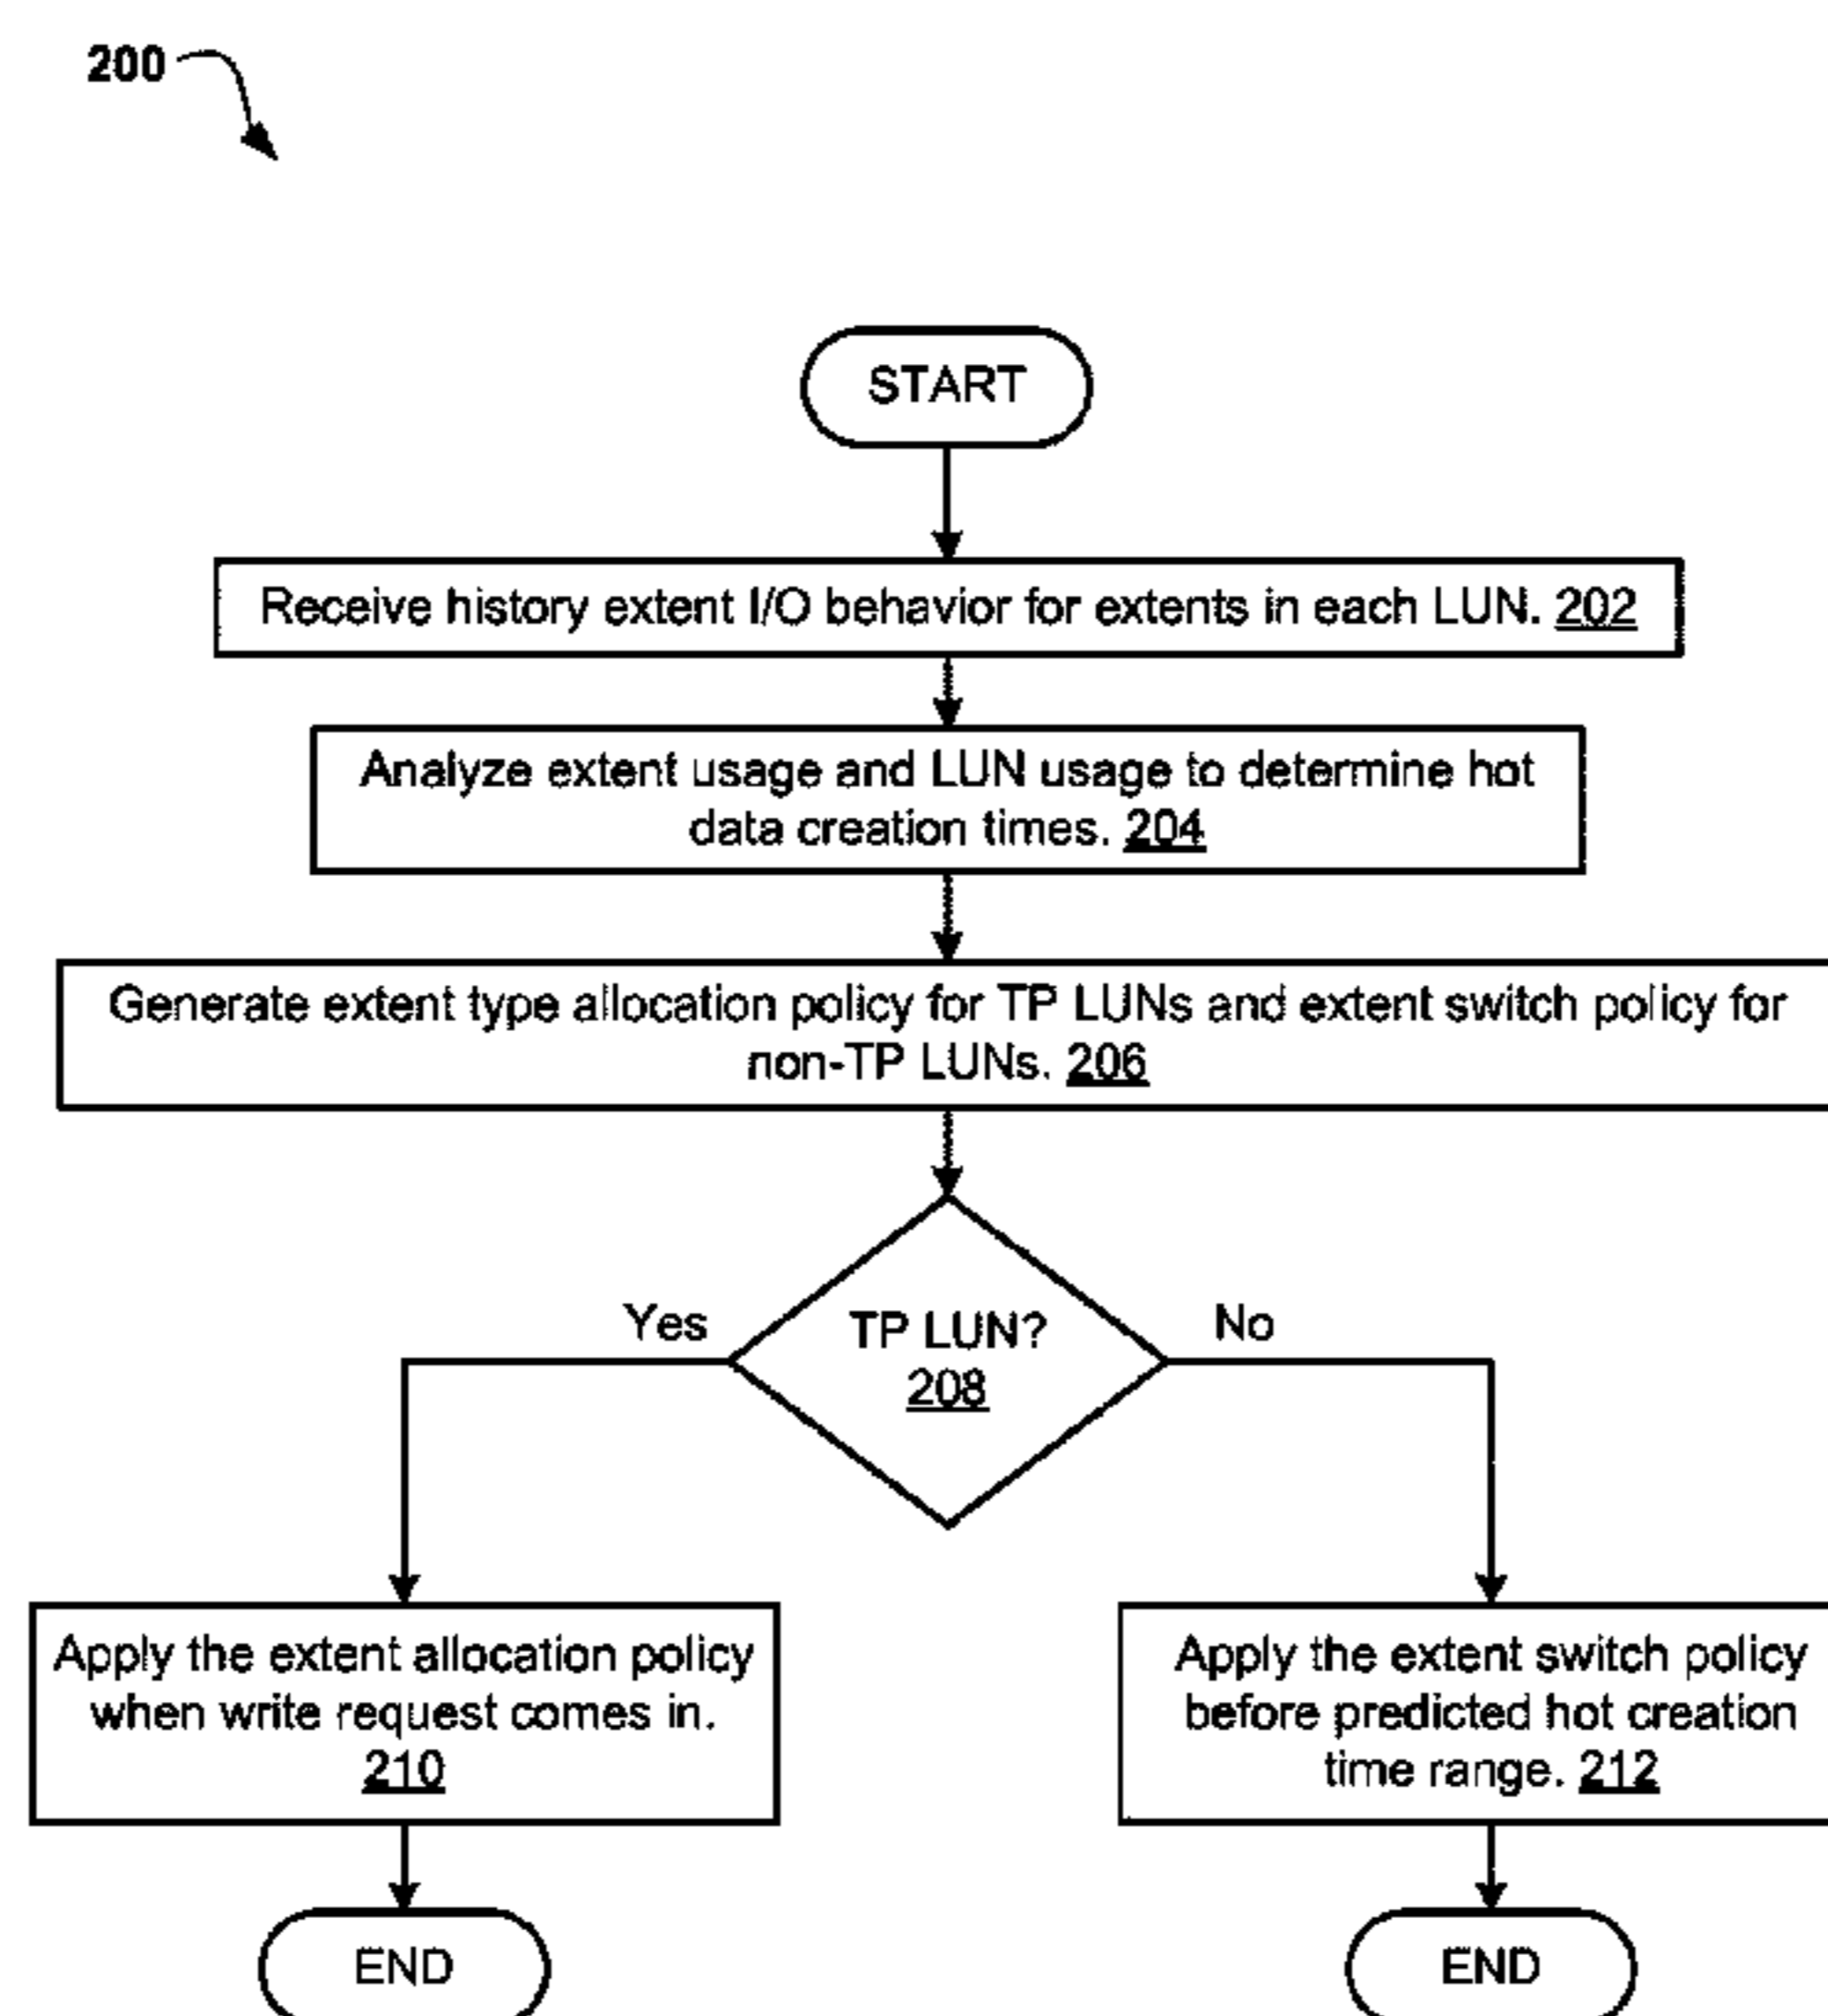 200
START
Receive history extent I/O behavior for extents in each LUN. 202
Analyze extent usage and LUN usage to determine hot
data creation times. 204
Generate extent type allocation policy for TP LUNs and extent switch policy for
non-TP LUNs. 206
Yes
TP LUN?
No
208
Apply the extent allocation policy
when write request comes in.
210
Apply the extent switch policy
before predicted hot creation
time range. 212
END
END